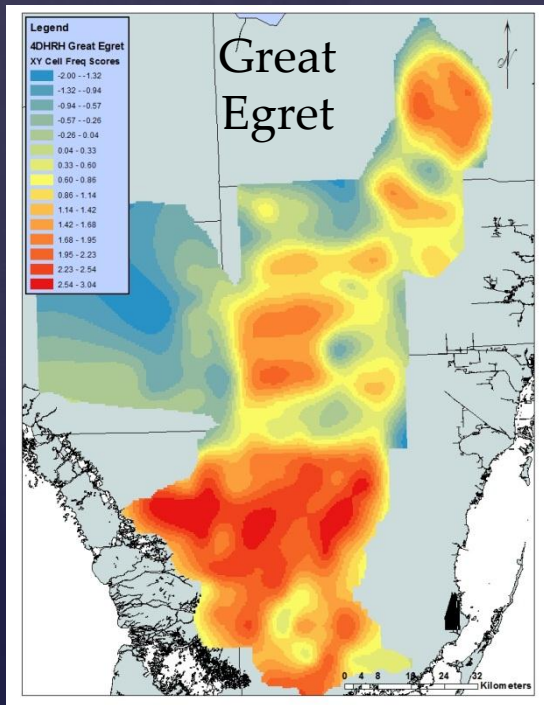 Legend
4DHRH Great Egret
XY Cell Freq Scores
-2.00 - -1.32
-1.32 - -0.94
-0.94 - -0.57
-0.57 - -0.26
-0.26 - 0.04
0.04 - 0.33
0.33 - 0.60
0.60 - 0.86
0.86 - 1.14
1.14 - 1.42
1.42 - 1.68
1.68 - 1.95
1.95 - 2.23
2.23 - 2.54
2.54 - 3.04
Great
Egret
N
0 4 8 16 24 32
Kilometers